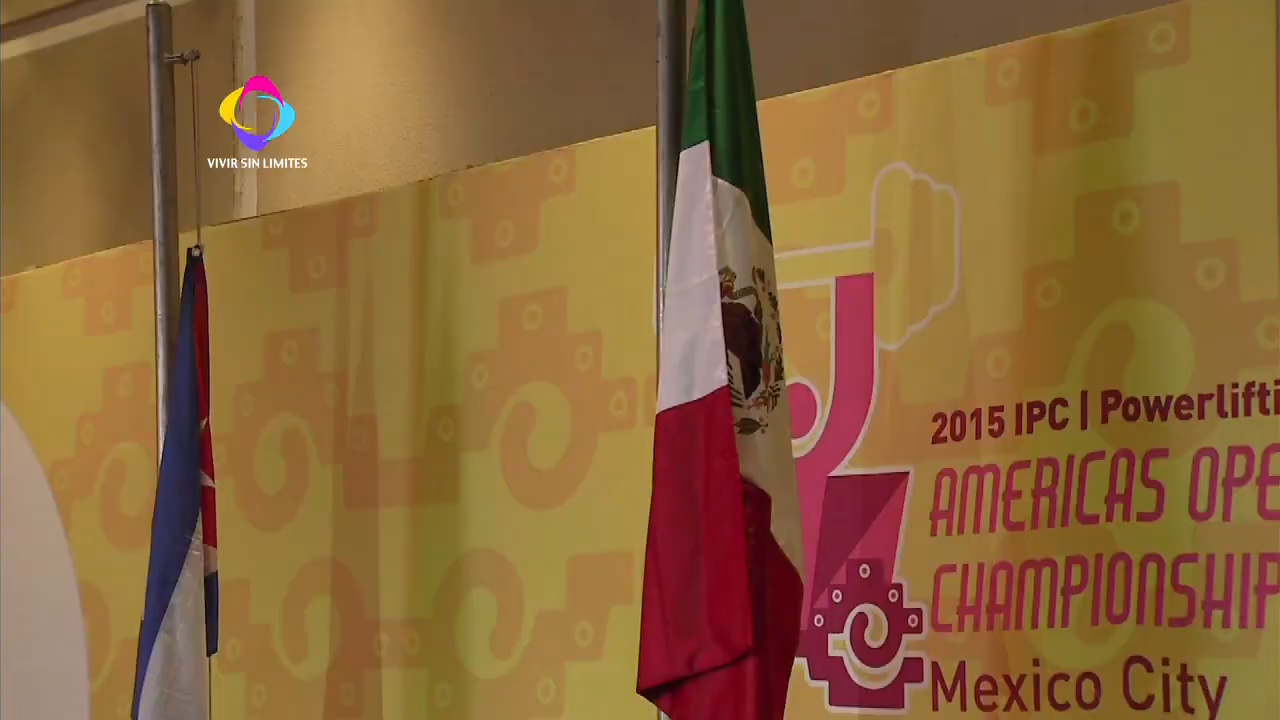 VIVIR SIN LIMITES
2015 IPC | Powerlifti
AMERICAS OPE
CHAMPIONSHIP
Mexico City